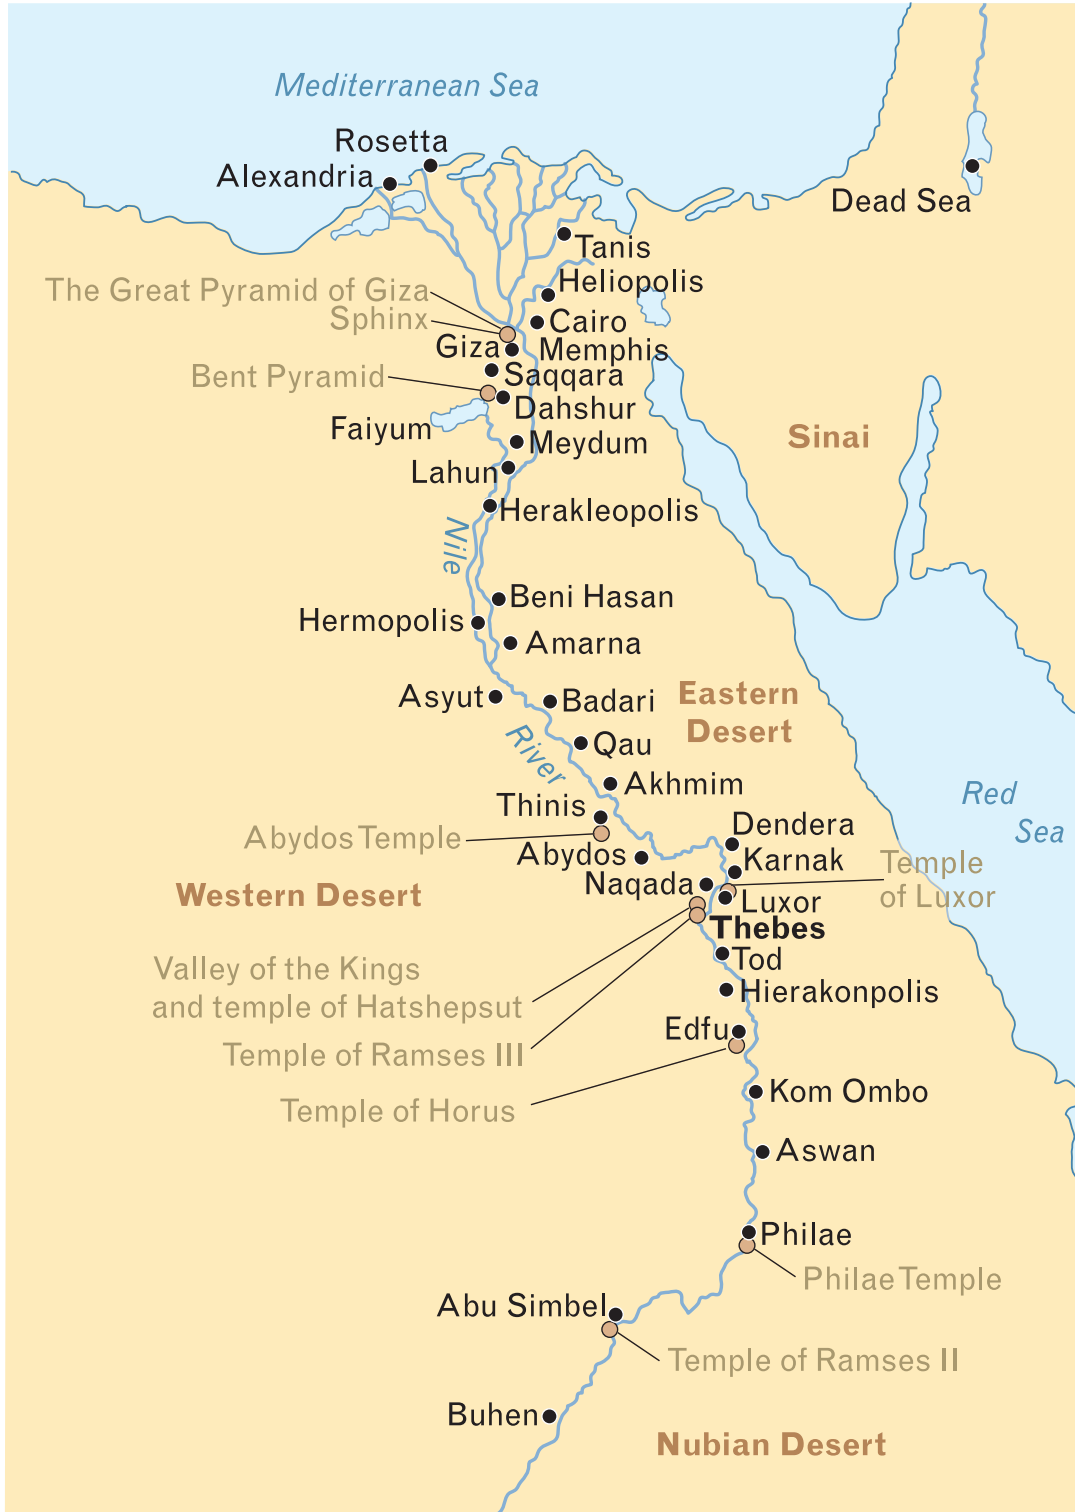 Mediterranean Sea
Rosetta
Alexandria
Dead Sea
Tanis
Heliopolis
The Great Pyramid of Giza
Sphinx
Cairo
Giza
Memphis
Bent Pyramid
Saqqara
Dahshur
Faiyum
Sinai
Meydum
Lahun
Herakleopolis
Nile
Beni Hasan
Hermopolis
Amarna
Asyut
Badari
Eastern
Desert
River
Qau
Akhmim
Red
Sea
Thinis
Abydos Temple
Dendera
Abydos
Karnak
Temple
of Luxor
Naqada
Western Desert
Luxor
Thebes
Tod
Valley of the Kings
and temple of Hatshepsut
Hierakonpolis
Edfu
Temple of Ramses III
Temple of Horus
Kom Ombo
Aswan
Philae
Philae Temple
Abu Simbel
Temple of Ramses II
Buhen
Nubian Desert